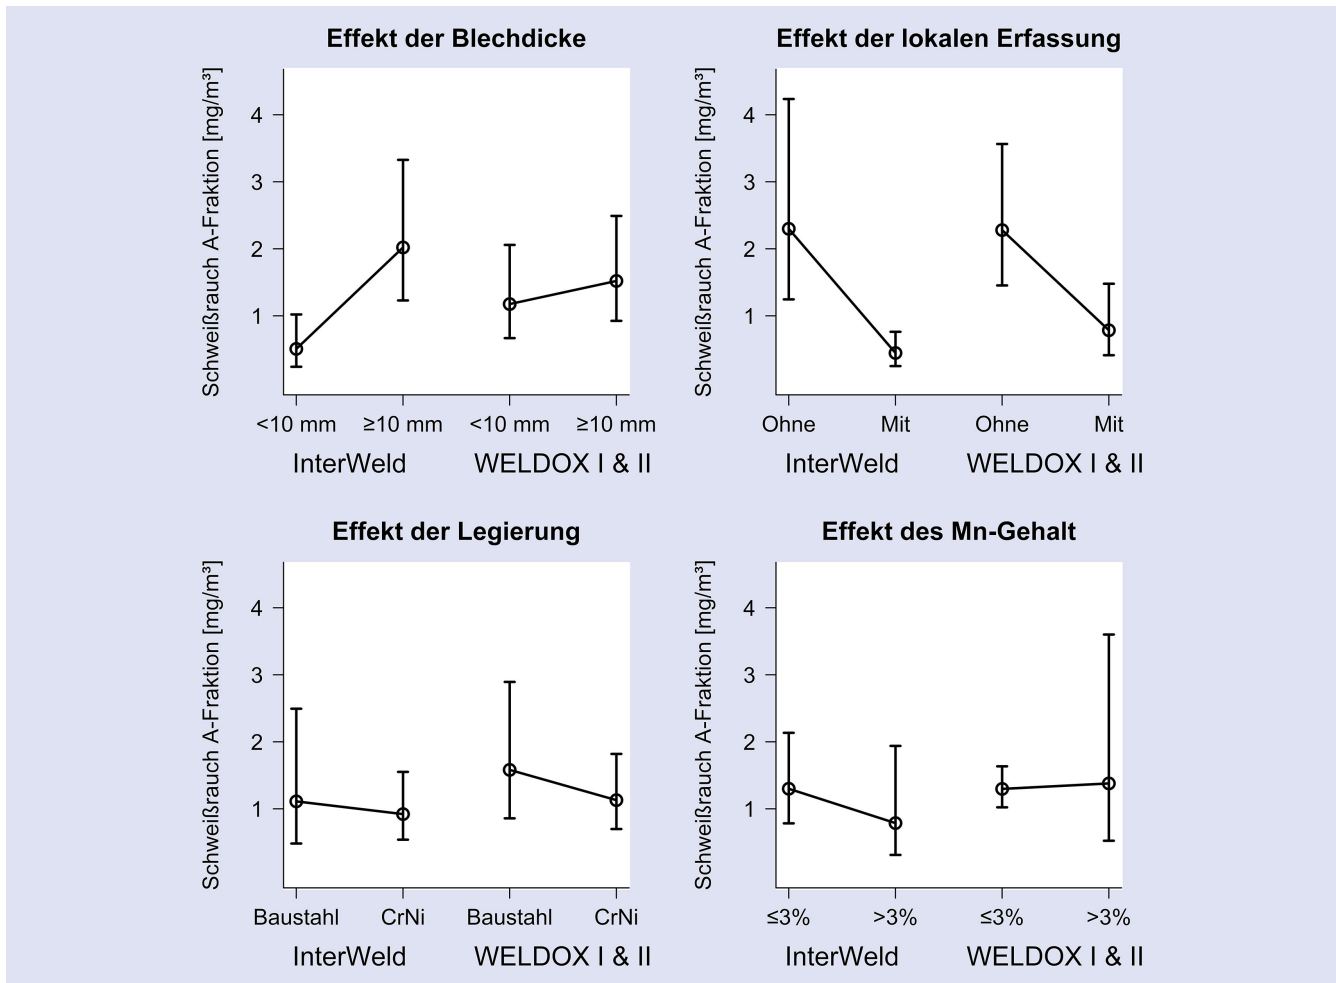 Effekt der Blechdicke
Schweißrauch A-Fraktion [mg/m³]
4
3
2
1
<10 mm ≥10 mm <10 mm ≥10 mm
InterWeld WELDOX I & II
Effekt der lokalen Erfassung
Schweißrauch A-Fraktion [mg/m³]
4
3
2
1
Ohne Mit Ohne Mit
InterWeld WELDOX I & II
Effekt der Legierung
Schweißrauch A-Fraktion [mg/m³]
4
3
2
1
Baustahl CrNi Baustahl CrNi
InterWeld WELDOX I & II
Effekt des Mn-Gehalt
Schweißrauch A-Fraktion [mg/m³]
4
3
2
1
≤3% >3% ≤3% >3%
InterWeld WELDOX I & II